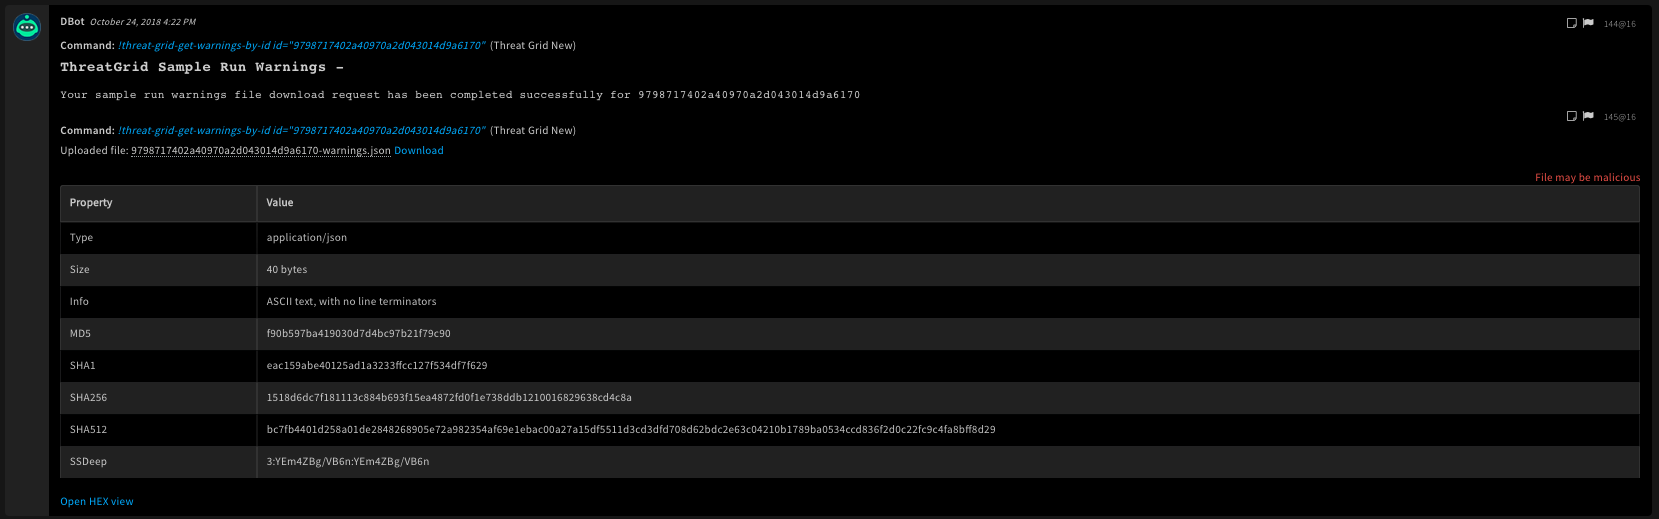 DBot October 24, 2018 4:22 PM
144@16
Command: !threat-grid-get-warnings-by-id id="9798717402a40970a2d043014d9a6170" (Threat Grid New)
ThreatGrid Sample Run Warnings -
Your sample run warnings file download request has been completed successfully for 9798717402a40970a2d043014d9a6170
145@16
Command: !threat-grid-get-warnings-by-id id="9798717402a40970a2d043014d9a6170" (Threat Grid New)
Uploaded file: 9798717402a40970a2d043014d9a6170-warnings.json Download
File may be malicious
Property Value
Type application/json
Size 40 bytes
Info ASCII text, with no line terminators
MD5 f90b597ba419030d7d4bc97b21f79c90
SHA1 eac159abe40125ad1a3233ffcc127f534df7f629
SHA256 1518d6dc7f181113c884b693f15ea4872fd0f1e738ddb1210016829638cd4c8a
SHA512 bc7fb4401d258a01de2848268905e72a982354af69e1ebac00a27a15df5511d3cd3dfd708d62bdc2e63c04210b1789ba0534ccd836f2d0c22fc9c4fa8bff8d29
SSDeep 3:YEm4ZBg/VB6n:YEm4ZBg/VB6n
Open HEX view